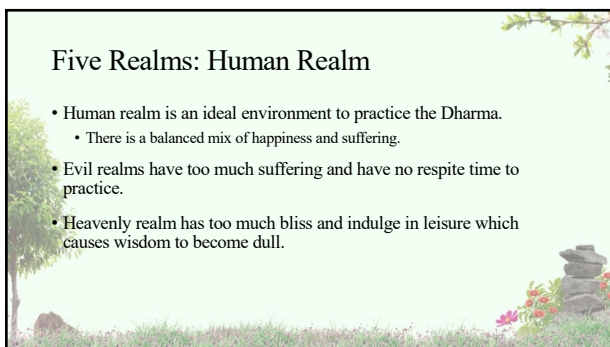 Five Realms: Human Realm
• Human realm is an ideal environment to practice the Dharma.
• There is a balanced mix of happiness and suffering.
• Evil realms have too much suffering and have no respite time to
practice.
• Heavenly realm has too much bliss and indulge in leisure which
causes wisdom to become dull.